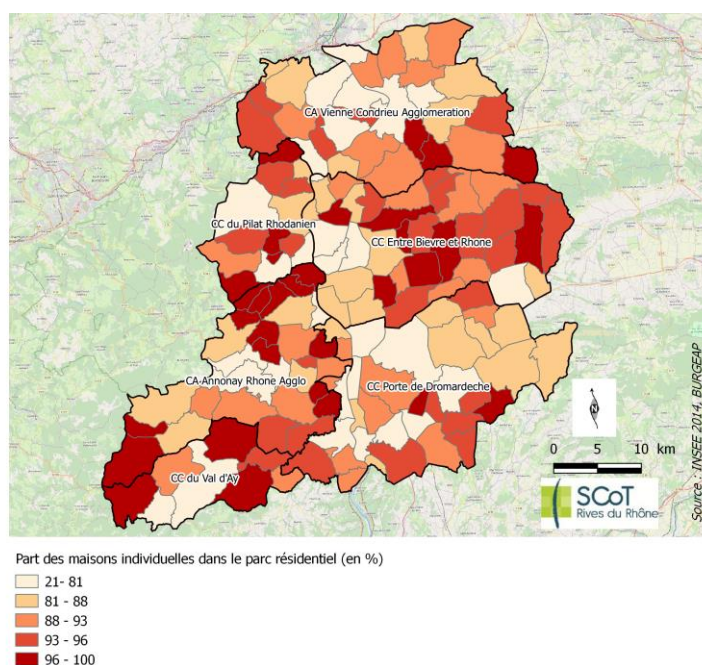 CA Vienne Condrieu Agglomeration
CC du Pilat Rhodanien
CC Entre Bievre et Rhone
CA Annonay Rhone Agglo
CC Porte de Dromardeche
CC du Val d'Aÿ
N
0 5 10 km
SCoT
Rives du Rhône
Source : INSEE 2014, BURGEAP
Part des maisons individuelles dans le parc résidentiel (en %)
21- 81
81 - 88
88 - 93
93 - 96
96 - 100